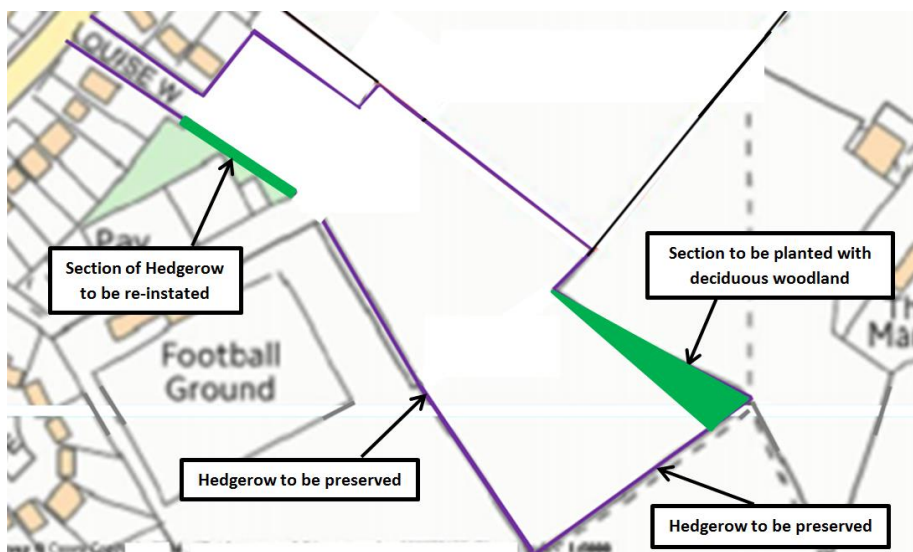 LOUISE W
Pav
Section of Hedgerow
to be re-instated
Section to be planted with
deciduous woodland
Th
Ma
Football
Ground
Hedgerow to be preserved
Hedgerow to be preserved